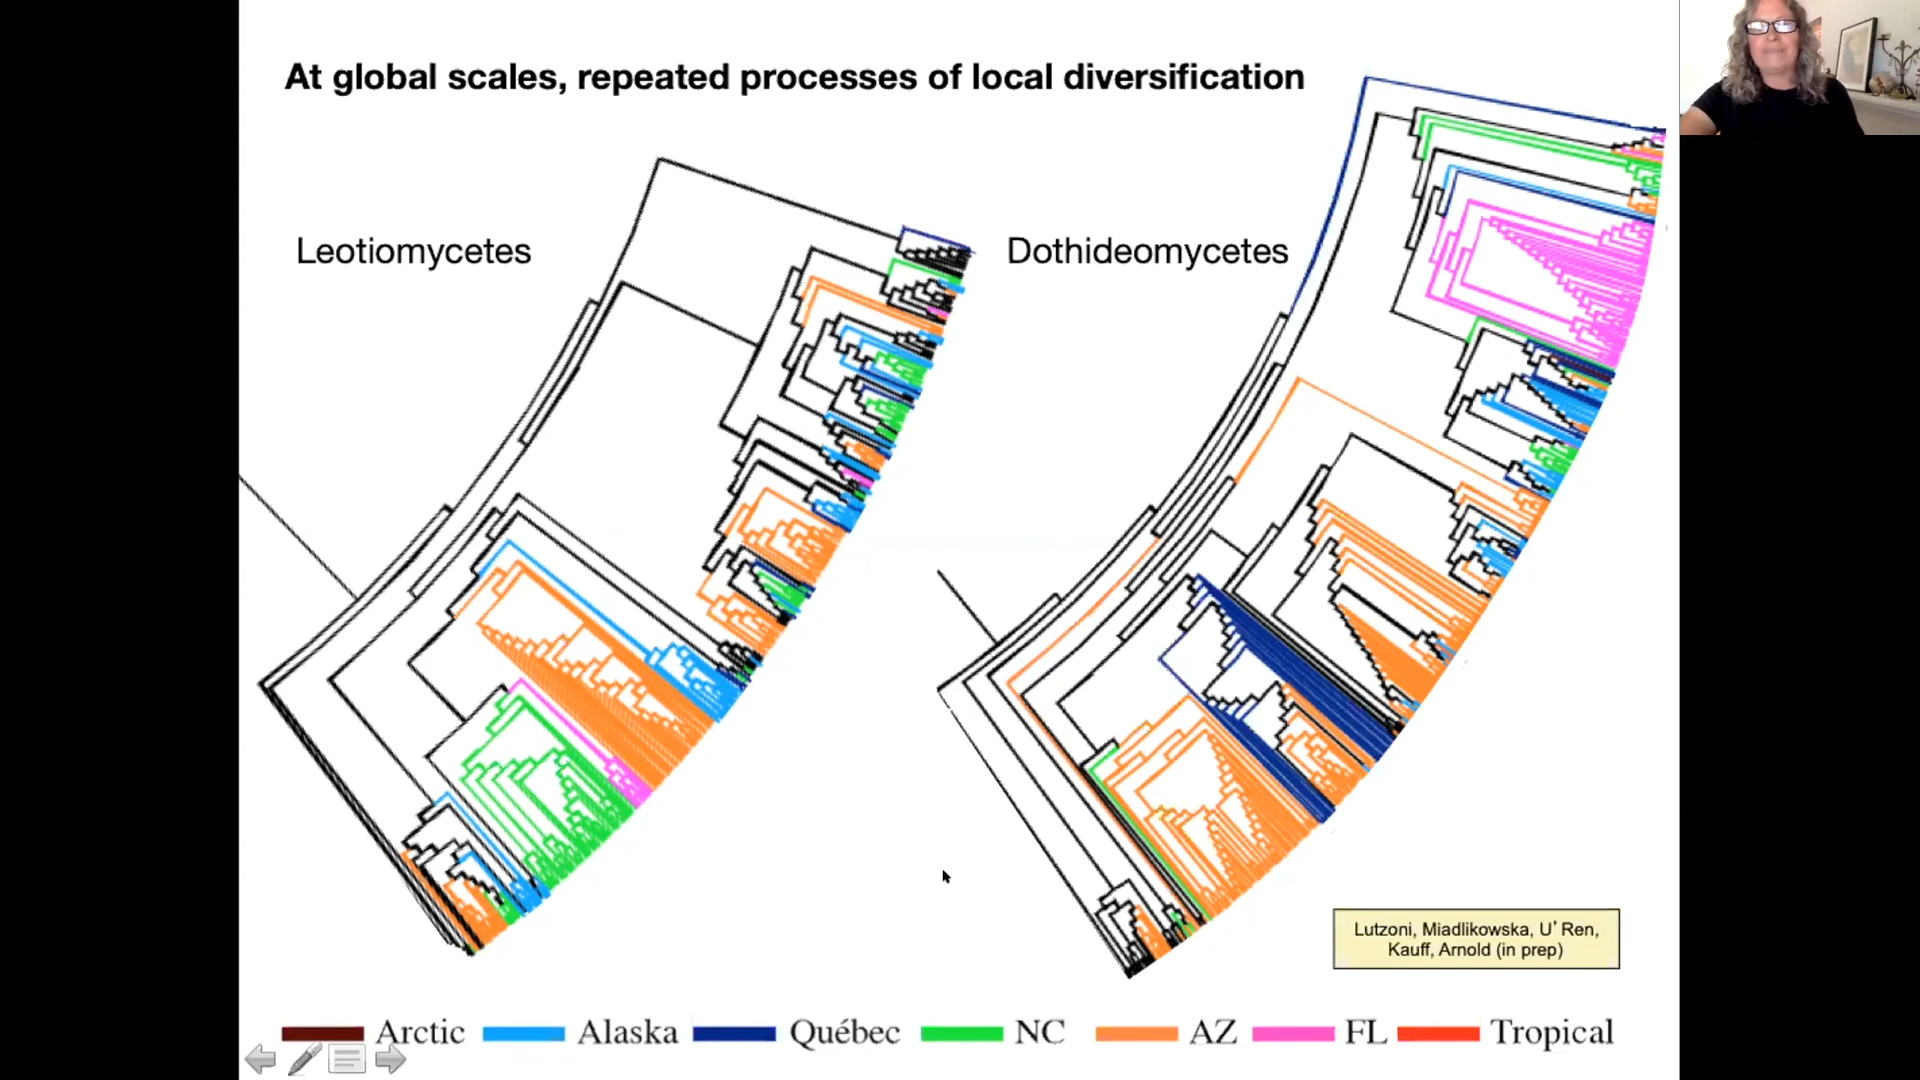 At global scales, repeated processes of local diversification
Leotiomycetes
Dothideomycetes
Lutzoni, Miadlikowska, U'Ren,
Kauff, Arnold (in prep)
Arctic Alaska Québec NC AZ FL Tropical